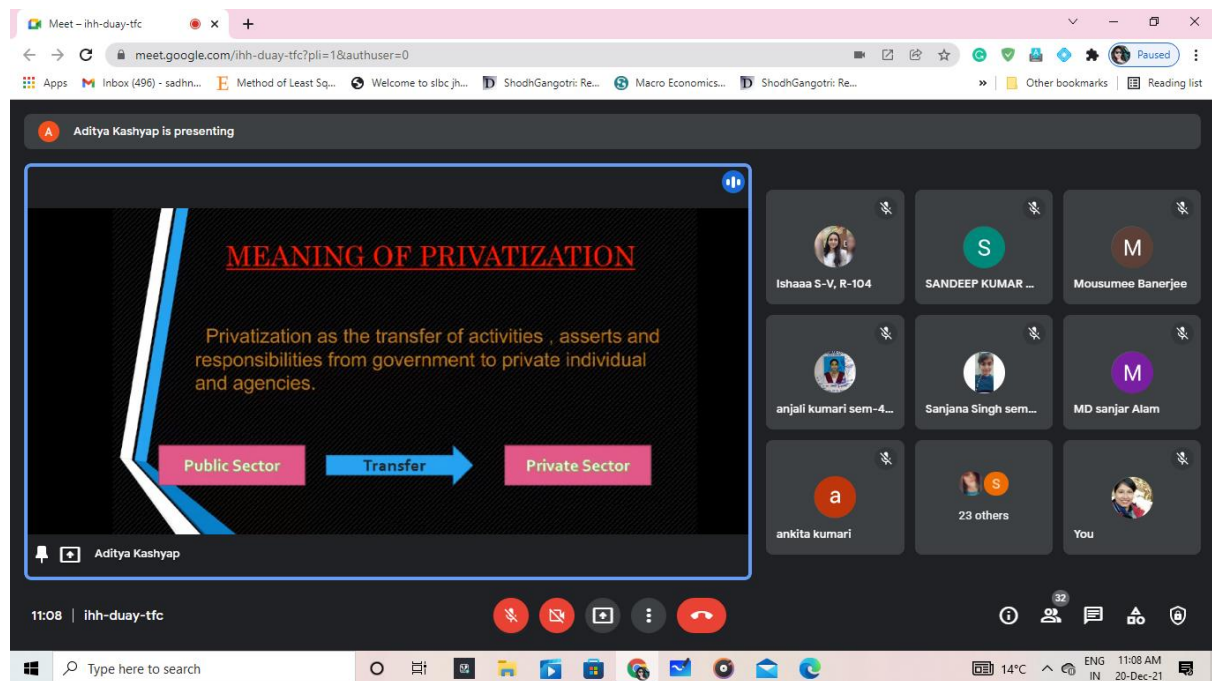 Meet – ihh-duay-tfc
meet.google.com/ihh-duay-tfc?pli=1&authuser=0
Paused
Apps
Inbox (496) - sadhn...
Method of Least Sq...
Welcome to slbc jh...
ShodhGangotri: Re...
Macro Economics...
ShodhGangotri: Re...
»
Other bookmarks
Reading list
A
Aditya Kashyap is presenting
MEANING OF PRIVATIZATION
Privatization as the transfer of activities , asserts and
responsibilities from government to private individual
and agencies.
Public Sector
Transfer
Private Sector
Aditya Kashyap
Ishaaa S-V, R-104
S
SANDEEP KUMAR ...
M
Mousumee Banerjee
anjali kumari sem-4...
Sanjana Singh sem...
M
MD sanjar Alam
a
ankita kumari
S
23 others
You
11:08 | ihh-duay-tfc
32
Type here to search
14°C
ENG
IN
11:08 AM
20-Dec-21